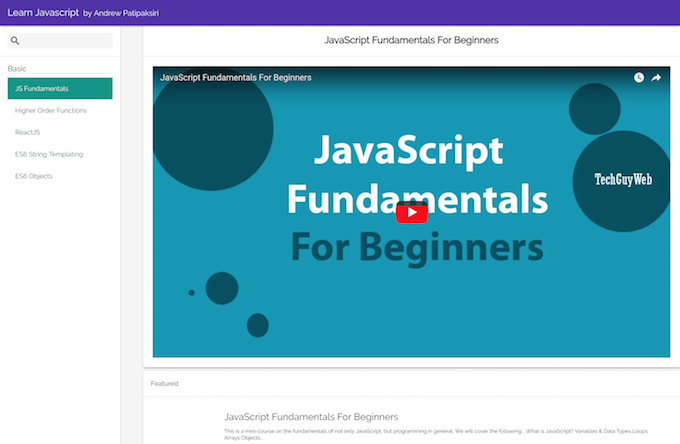 Learn Javascript by Andrew Patipaksiri
JavaScript Fundamentals For Beginners
Basic
JS Fundamentals
Higher Order Functions
ReactJS
ES6 String Templating
ES6 Objects
JavaScript Fundamentals For Beginners
JavaScript
Fundamentals
For Beginners
TechGuyWeb
Featured
JavaScript Fundamentals For Beginners
This is a mini-course on the fundamentals of not only JavaScript, but programming in general. We will cover the following... What is JavaScript? Variables & Data Types Loops
Arrays Objects...